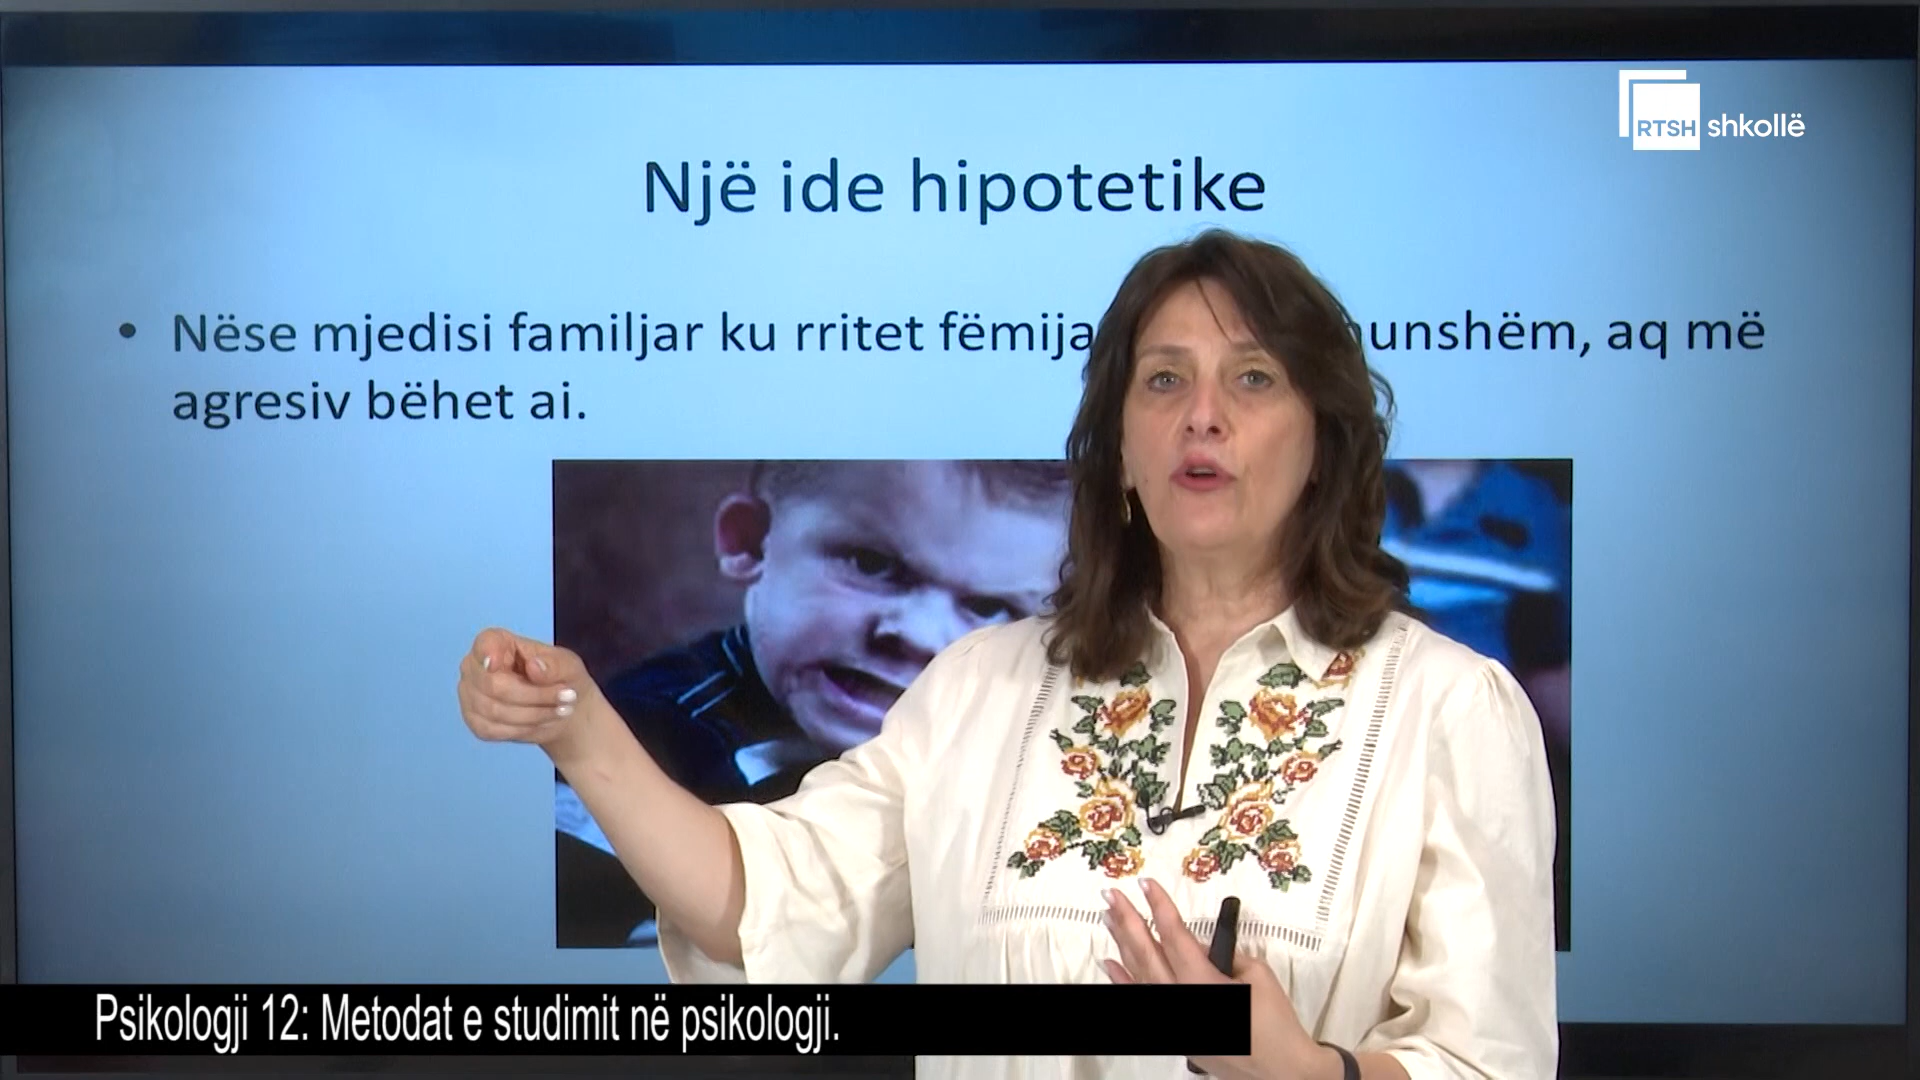 RTSH shkollë
Një ide hipotetike
• Nëse mjedisi familjar ku rritet fëmija aq më
agresiv bëhet ai.
Psikologji 12: Metodat e studimit në psikologji.